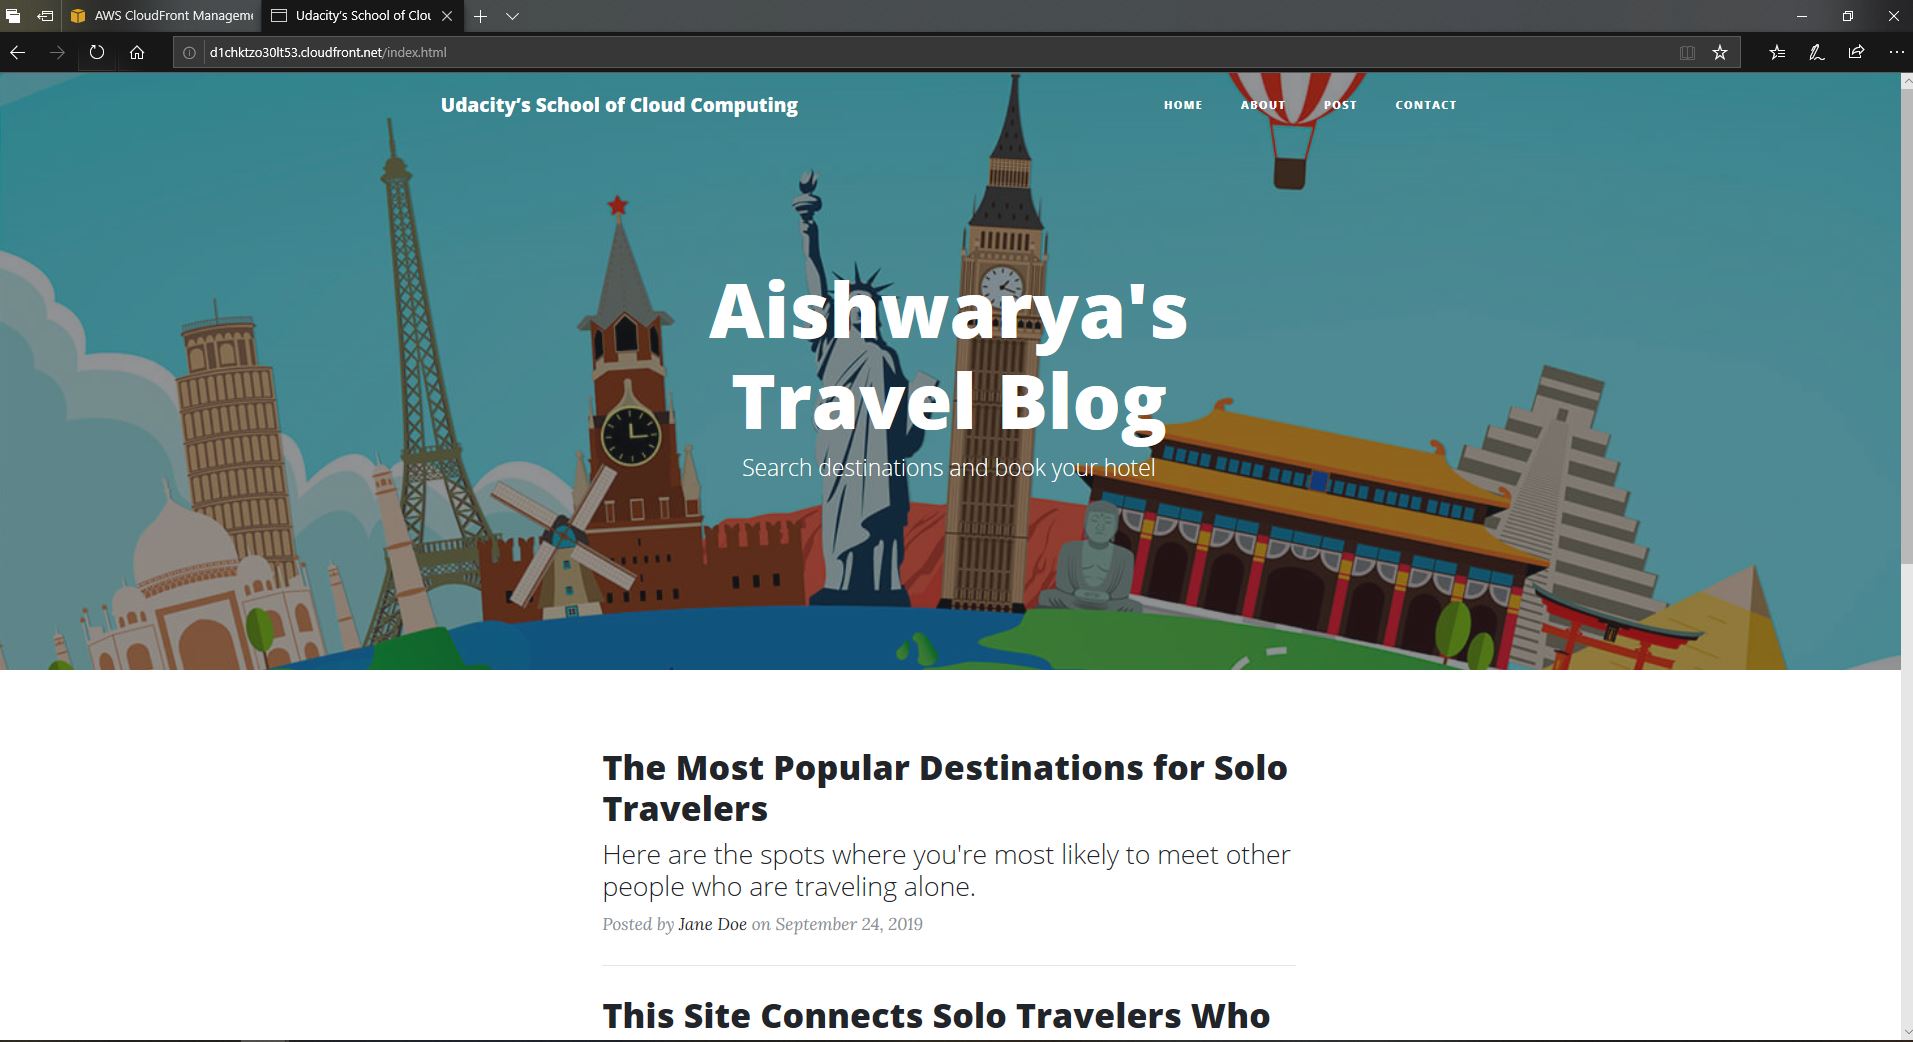 AWS CloudFront Managem
Udacity's School of Clou
d1chktzo30lt53.cloudfront.net/index.html
Udacity's School of Cloud Computing
HOME ABOUT POST CONTACT
Aishwarya's
Travel Blog
Search destinations and book your hotel
The Most Popular Destinations for Solo
Travelers
Here are the spots where you're most likely to meet other
people who are traveling alone.
Posted by Jane Doe on September 24, 2019
This Site Connects Solo Travelers Who